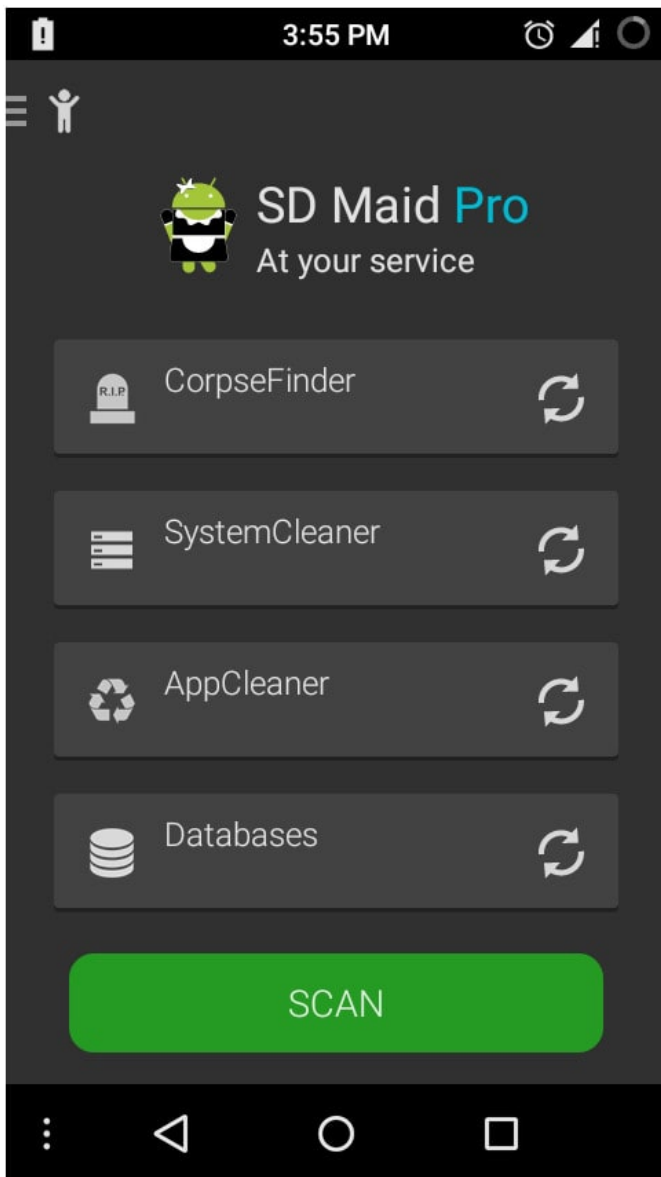 3:55 PM
SD Maid Pro
At your service
R.I.P.
CorpseFinder
SystemCleaner
AppCleaner
Databases
SCAN